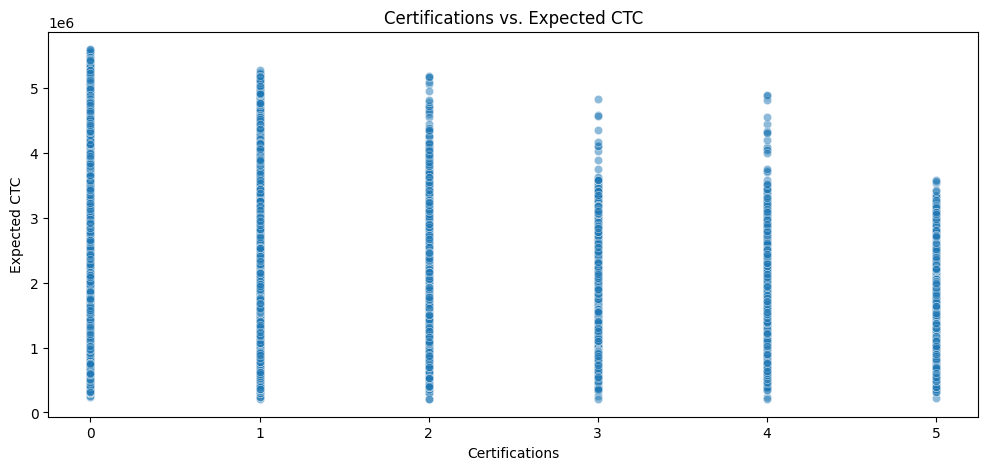 Certifications vs. Expected CTC
1e6
5
4
3
2
1
0
Expected CTC
0 1 2 3 4 5
Certifications